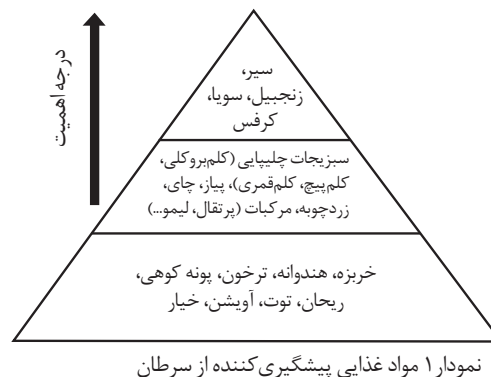 درجه اهمیت
سیر،
زنجبیل، سویا،
کرفس
سبزیجات چلیپایی (کلم‌بروکلی،
کلم‌پیچ، کلم‌قمری)، پیاز، چای،
زردچوبه، مرکبات (پرتقال، لیمو...)
خربزه، هندوانه، ترخون، پونه کوهی،
ریحان، توت، آویشن، خیار
نمودار ۱ مواد غذایی پیشگیری‌کننده از سرطان